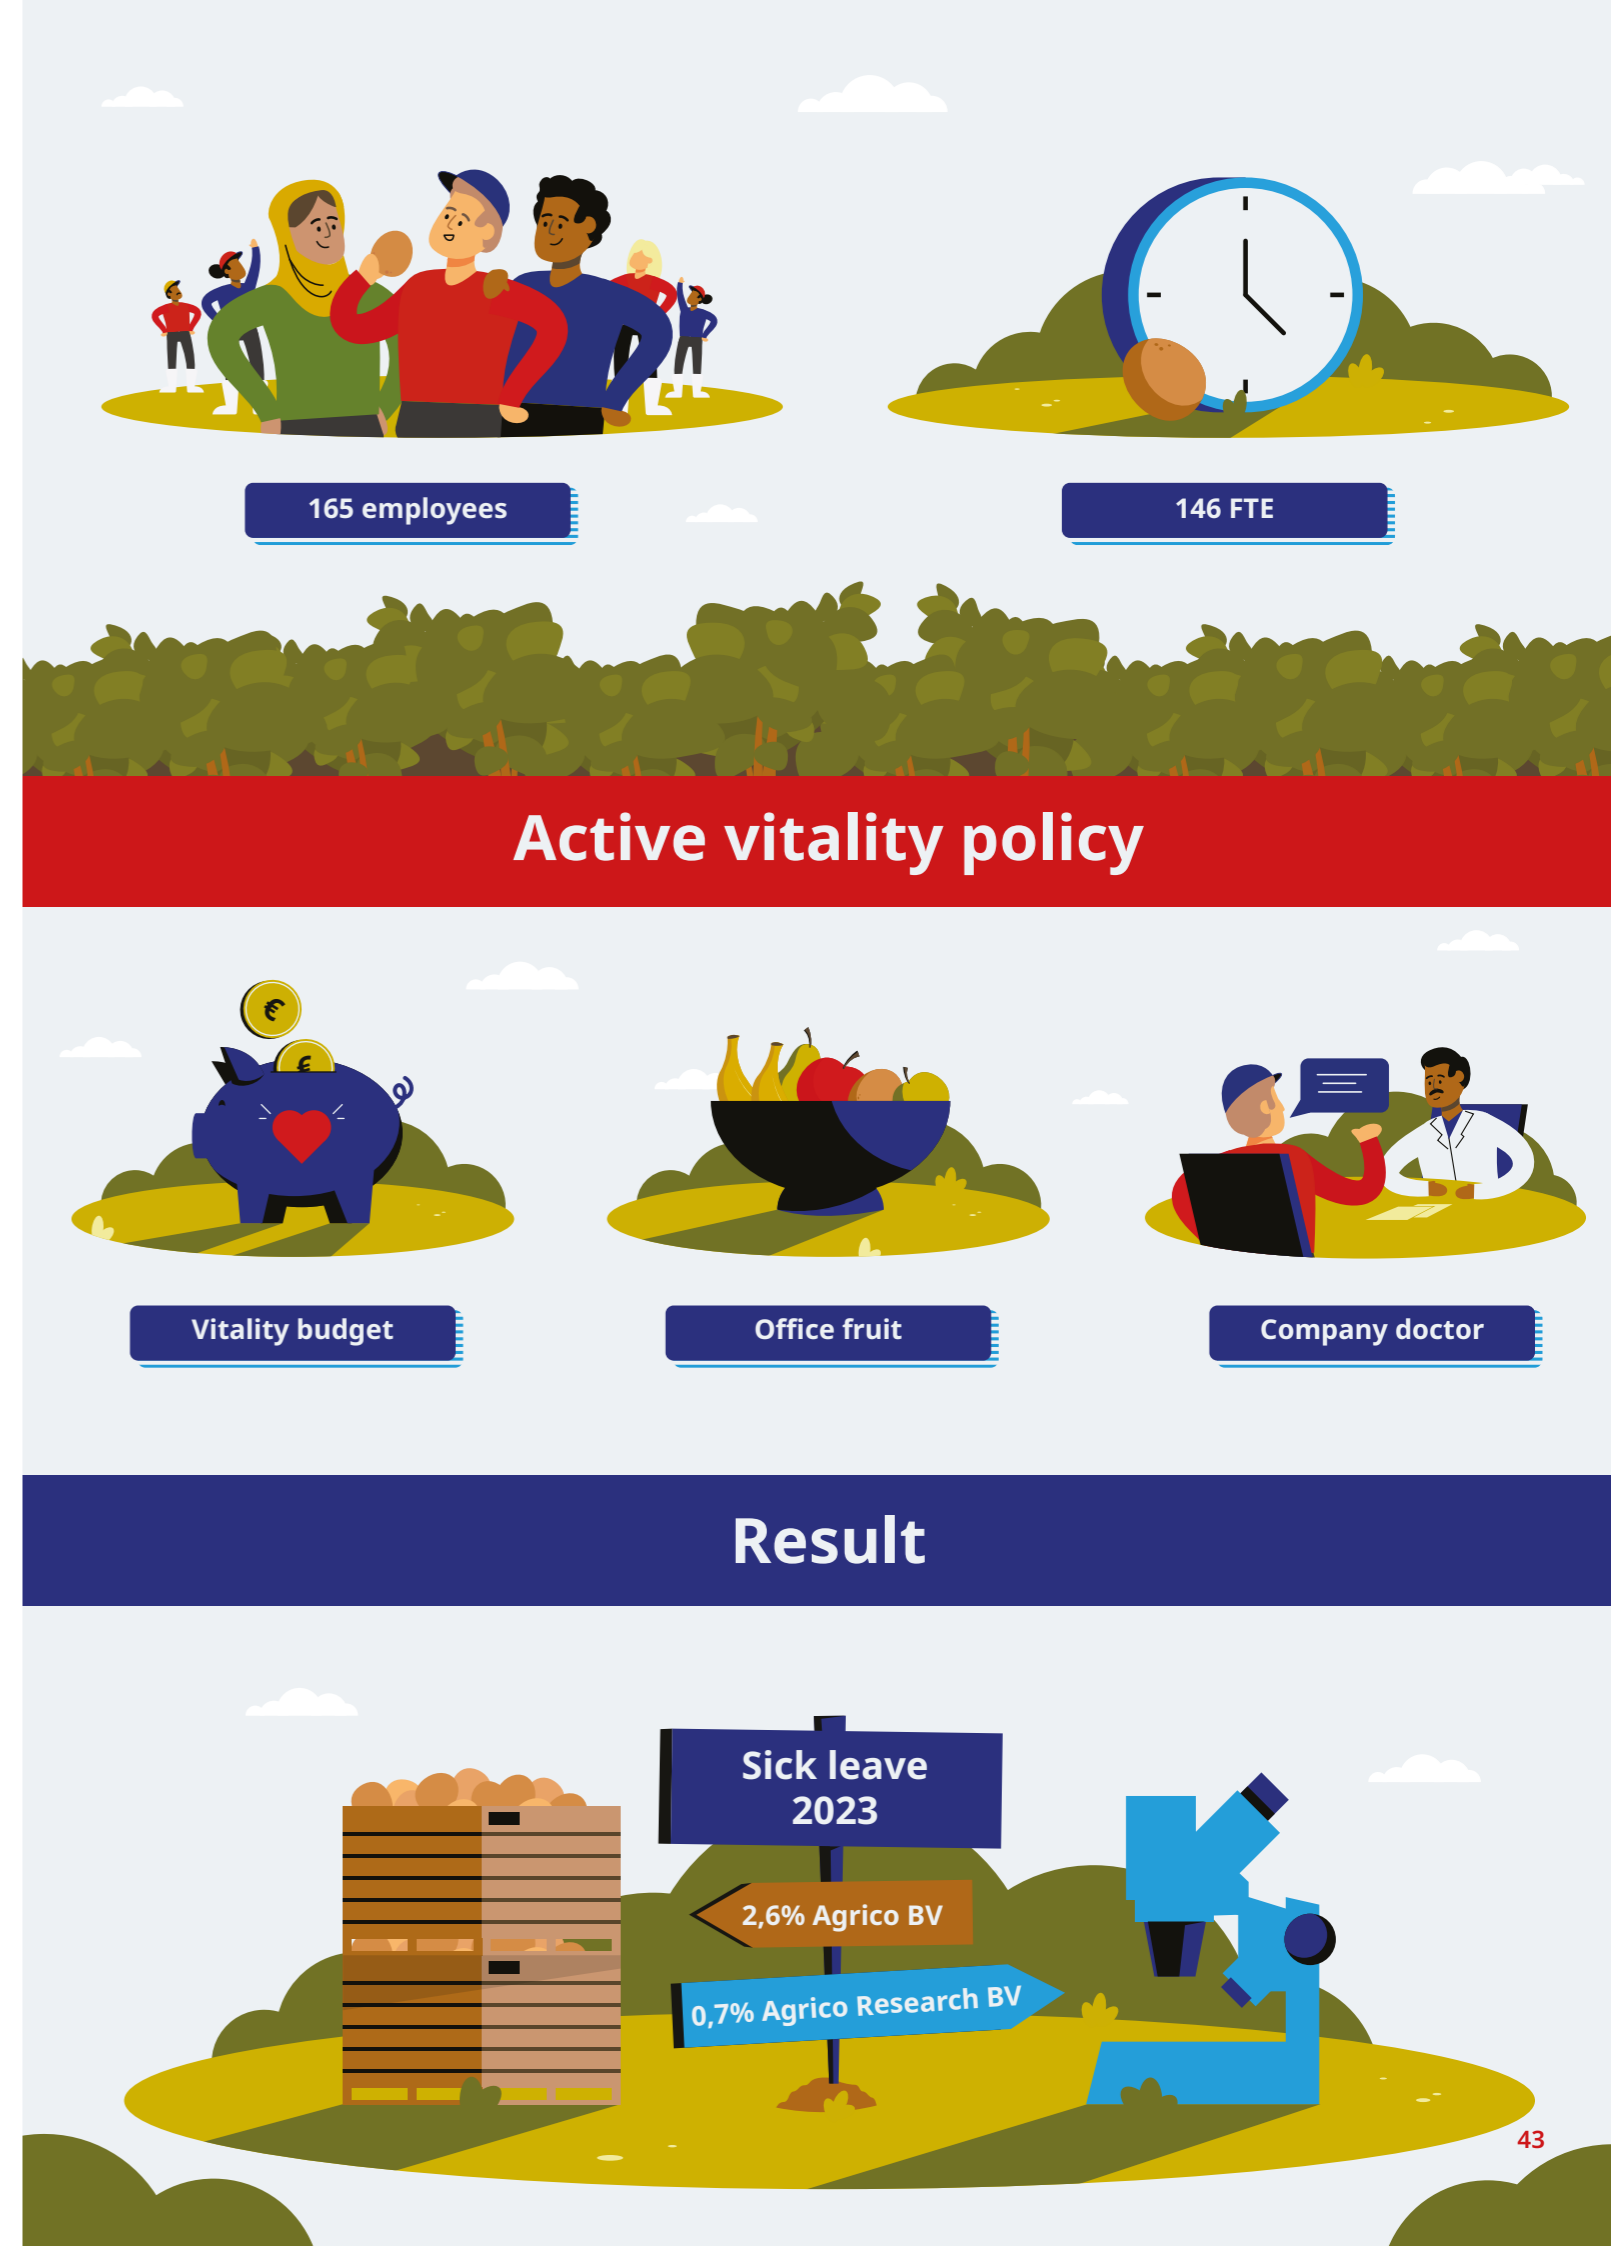 165 employees
146 FTE
Active vitality policy
€
€
Vitality budget
Office fruit
Company doctor
Result
Sick leave
2023
2,6% Agrico BV
0,7% Agrico Research BV
43